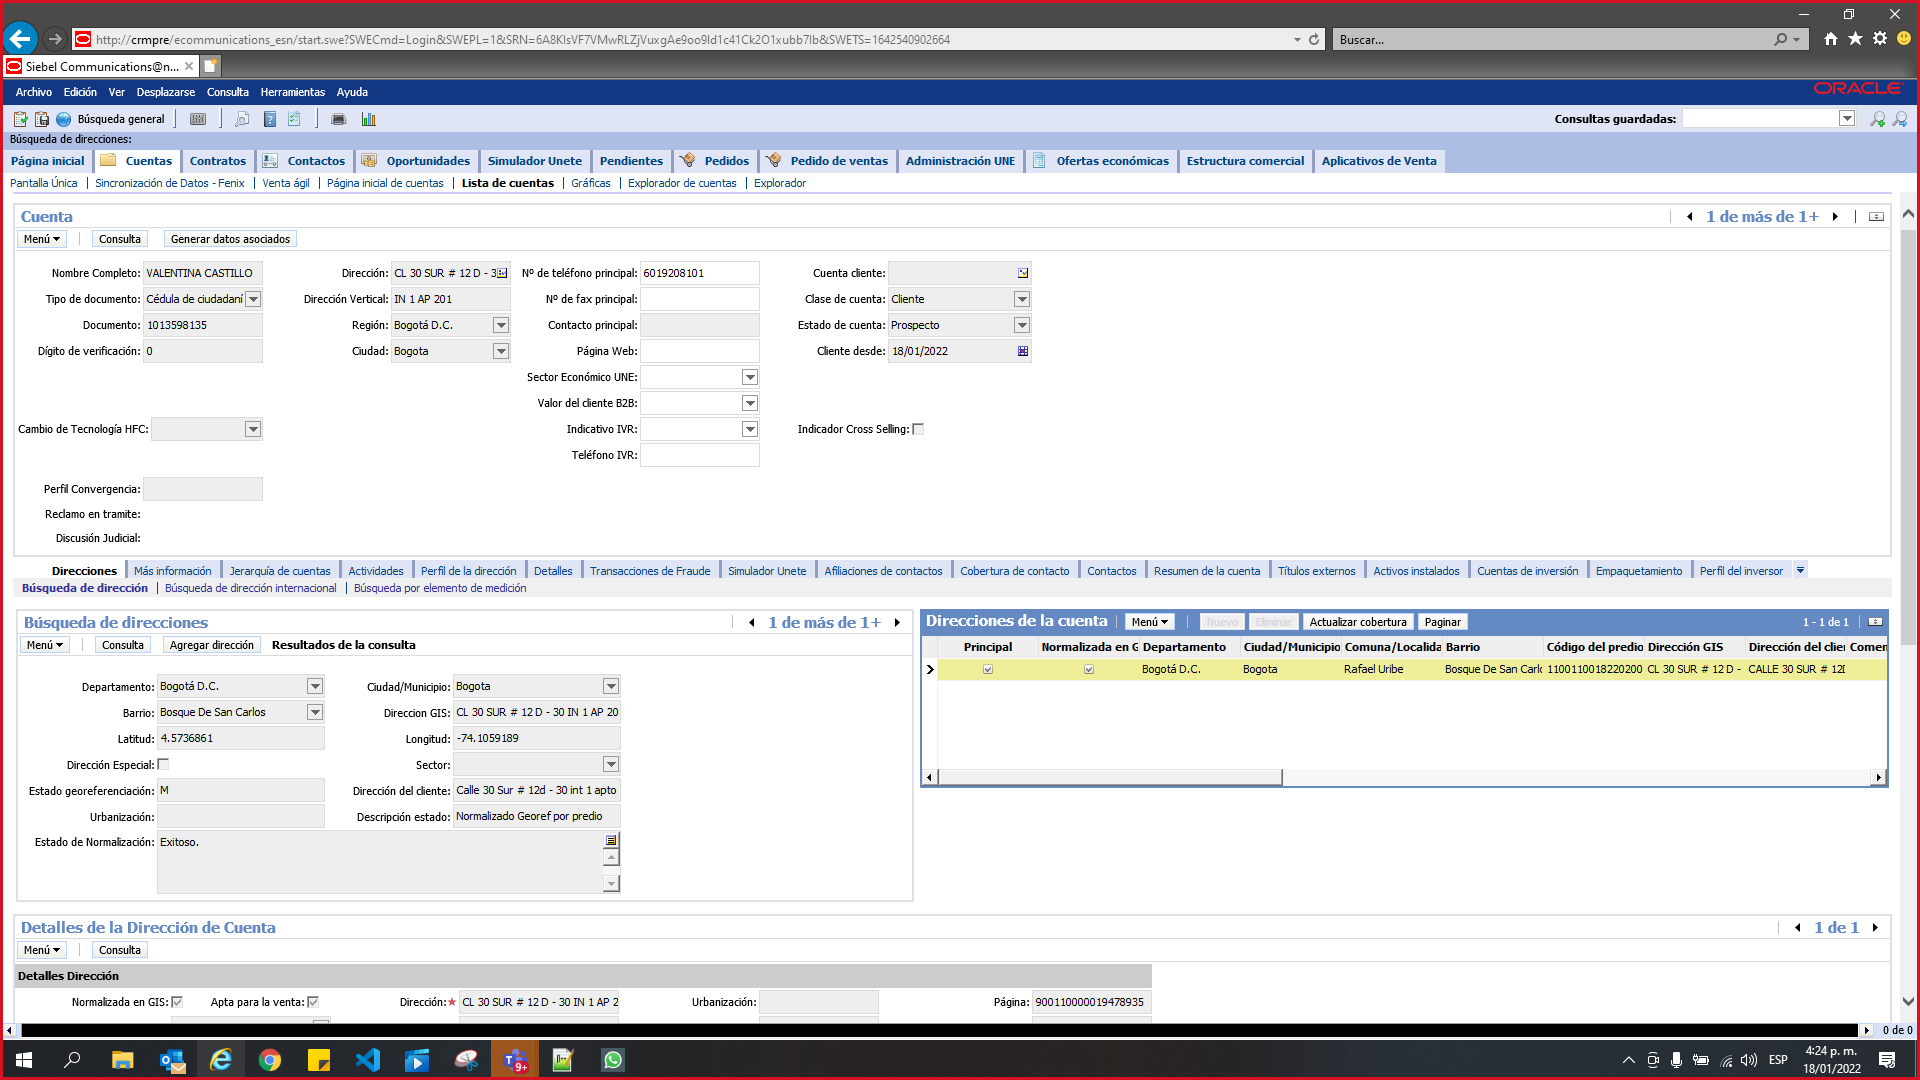 http://crmpre/ecommunications_esn/start.swe?SWECmd=Login&SWEPL=1&SRN=6A8KlsVF7VMwRLZjVuxgAe9oo9ld1c41Ck2O1xubb7lb&SWETS=1642540902664
Buscar...
Siebel Communications@n...
Archivo Edición Ver Desplazarse Consulta Herramientas Ayuda
ORACLE
Búsqueda general
Consultas guardadas:
Búsqueda de direcciones:
Página inicial Cuentas Contratos Contactos Oportunidades Simulador Unete Pendientes Pedidos Pedido de ventas Administración UNE Ofertas económicas Estructura comercial Aplicativos de Venta
Pantalla Única Sincronización de Datos - Fenix Venta ágil Página inicial de cuentas Lista de cuentas Gráficas Explorador de cuentas Explorador
Cuenta
1 de más de 1+
Menú Consulta Generar datos asociados
Nombre Completo: VALENTINA CASTILLO Dirección: CL 30 SUR # 12 D - 3 Nº de teléfono principal: 6019208101 Cuenta cliente:
Tipo de documento: Cédula de ciudadaní Dirección Vertical: IN 1 AP 201 Nº de fax principal: Clase de cuenta: Cliente
Documento: 1013598135 Región: Bogotá D.C. Contacto principal: Estado de cuenta: Prospecto
Dígito de verificación: 0 Ciudad: Bogota Página Web: Cliente desde: 18/01/2022
Sector Económico UNE:
Valor del cliente B2B:
Cambio de Tecnología HFC: Indicativo IVR: Indicador Cross Selling:
Teléfono IVR:
Perfil Convergencia:
Reclamo en tramite:
Discusión Judicial:
Direcciones Más información Jerarquía de cuentas Actividades Perfil de la dirección Detalles Transacciones de Fraude Simulador Unete Afiliaciones de contactos Cobertura de contacto Contactos Resumen de la cuenta Títulos externos Activos instalados Cuentas de inversión Empaquetamiento Perfil del inversor
Búsqueda de dirección Búsqueda de dirección internacional Búsqueda por elemento de medición
Búsqueda de direcciones
1 de más de 1+
Menú Consulta Agregar dirección Resultados de la consulta
Departamento: Bogotá D.C. Ciudad/Municipio: Bogota
Barrio: Bosque De San Carlos Direccion GIS: CL 30 SUR # 12 D - 30 IN 1 AP 20
Latitud: 4.5736861 Longitud: -74.1059189
Dirección Especial: Sector:
Estado georeferenciación: M Dirección del cliente: Calle 30 Sur # 12d - 30 int 1 apto
Urbanización: Descripción estado: Normalizado Georef por predio
Estado de Normalización: Exitoso.
Direcciones de la cuenta Menú Nuevo Eliminar Actualizar cobertura Paginar 1 - 1 de 1
Principal Normalizada en G Departamento Ciudad/Municipio Comuna/Localida Barrio Código del predio Dirección GIS Dirección del clie Comen
Bogotá D.C. Bogota Rafael Uribe Bosque De San Carlo 1100110018220200 CL 30 SUR # 12 D - CALLE 30 SUR # 12D
Detalles de la Dirección de Cuenta
1 de 1
Menú Consulta
Detalles Dirección
Normalizada en GIS: Apta para la venta: Dirección:* CL 30 SUR # 12 D - 30 IN 1 AP 2 Urbanización: Página: 900110000019478935
0 de 0
9+
ESP
4:24 p. m.
18/01/2022